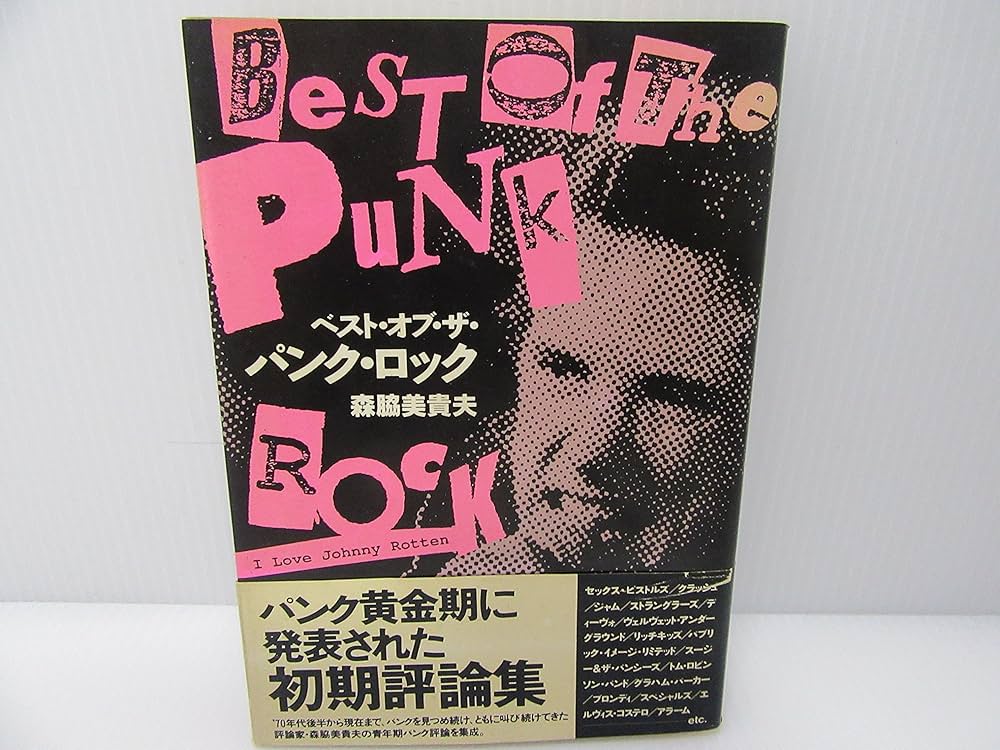 Best Of The
PUNK
ベスト・オブ・ザ・
パンク・ロック
森脇美貴夫
ROCK
I Love Johnny Rotten
パンク黄金期に
発表された
初期評論集
'70年代後半から現在まで、パンクを見つめ続け、ともに叫び続けてきた
評論家・森脇美貴夫の青年期パンク評論を集成。
セックス・ピストルズ/クラッシュ
/ジャム/ストラングラーズ/デ
ィーヴォ/ヴェルヴェット・アンダー
グラウンド/リッチキッズ/パブリ
ック・イメージ・リミテッド/スージ
ー&ザ・バンシーズ/トム・ロビン
ソン・バンド/グラハム・パーカー
/ブロンディ/スペシャルズ/エ
ルヴィス・コステロ/アラーム
etc.